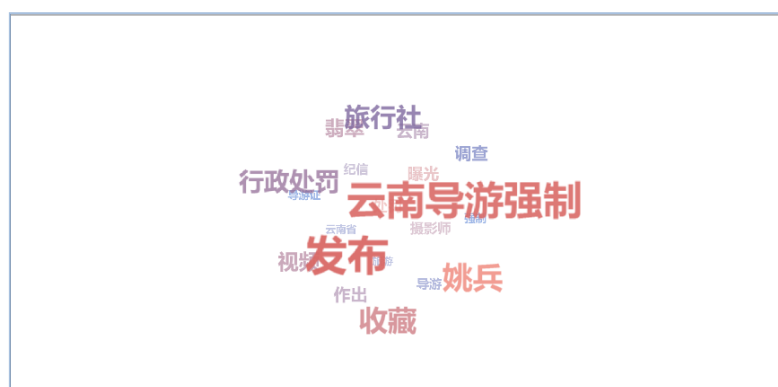 旅行社
翡翠
云南
调查
纪信
曝光
行政处罚
导游证
云南导游强制
强制
云南省
摄影师
发布
视频
导游
姚兵
作出
收藏